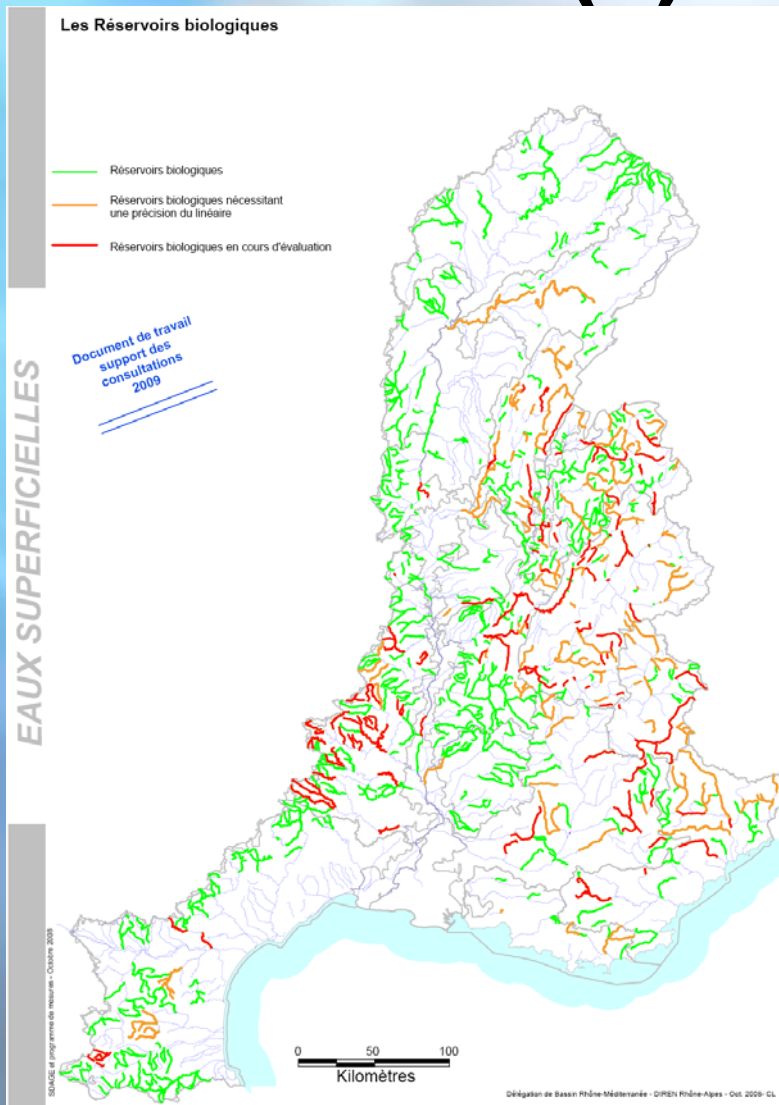 Les Réservoirs biologiques
Réservoirs biologiques
Réservoirs biologiques nécessitant
une précision du linéaire
Réservoirs biologiques en cours d'évaluation
Document de travail
support des
consultations
2009
EAUX SUPERFICIELLES
SDAGE et programme de mesures - Octobre 2008
0 50 100
Kilomètres
Délégation de Bassin Rhône-Méditerranée - DIREN Rhône-Alpes - Oct. 2008- CL